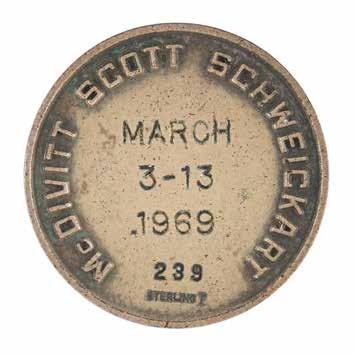 McDIVITT SCOTT SCHWEICKART
MARCH
3-13
1969
239
STERLING